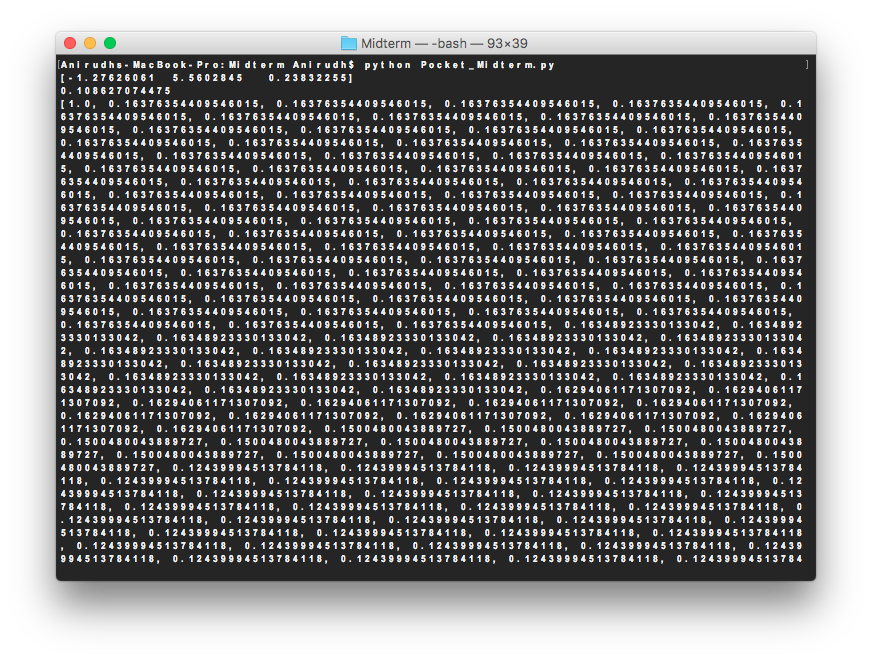 Anirudhs-MacBook-Pro:Midterm Anirudh$ python Pocket_Midterm.py
[-1.27626061  5.5602845   0.23832255]
0.108627074475
[1.0, 0.16376354409546015, 0.16376354409546015, 0.16376354409546015, 0.16376354409546015, 0.1
6376354409546015, 0.16376354409546015, 0.16376354409546015, 0.16376354409546015, 0.1637635440
9546015, 0.16376354409546015, 0.16376354409546015, 0.16376354409546015, 0.16376354409546015,
0.16376354409546015, 0.16376354409546015, 0.16376354409546015, 0.16376354409546015, 0.1637635
4409546015, 0.16376354409546015, 0.16376354409546015, 0.16376354409546015, 0.1637635440954601
5, 0.16376354409546015, 0.16376354409546015, 0.16376354409546015, 0.16376354409546015, 0.1637
6354409546015, 0.16376354409546015, 0.16376354409546015, 0.16376354409546015, 0.1637635440954
6015, 0.16376354409546015, 0.16376354409546015, 0.16376354409546015, 0.16376354409546015, 0.1
6376354409546015, 0.16376354409546015, 0.16376354409546015, 0.16376354409546015, 0.1637635440
9546015, 0.16376354409546015, 0.16376354409546015, 0.16376354409546015, 0.16376354409546015,
0.16376354409546015, 0.16376354409546015, 0.16376354409546015, 0.16376354409546015, 0.1637635
4409546015, 0.16376354409546015, 0.16376354409546015, 0.16376354409546015, 0.1637635440954601
5, 0.16376354409546015, 0.16376354409546015, 0.16376354409546015, 0.16376354409546015, 0.1637
6354409546015, 0.16376354409546015, 0.16376354409546015, 0.16376354409546015, 0.1637635440954
6015, 0.16376354409546015, 0.16376354409546015, 0.16376354409546015, 0.16376354409546015, 0.1
6376354409546015, 0.16376354409546015, 0.16376354409546015, 0.16376354409546015, 0.1637635440
9546015, 0.16376354409546015, 0.16376354409546015, 0.16376354409546015, 0.16376354409546015,
0.16376354409546015, 0.16376354409546015, 0.16376354409546015, 0.16348923330133042, 0.1634892
3330133042, 0.16348923330133042, 0.16348923330133042, 0.16348923330133042, 0.1634892333013304
2, 0.16348923330133042, 0.16348923330133042, 0.16348923330133042, 0.16348923330133042, 0.1634
8923330133042, 0.16348923330133042, 0.16348923330133042, 0.16348923330133042, 0.1634892333013
3042, 0.16348923330133042, 0.16348923330133042, 0.16348923330133042, 0.16348923330133042, 0.1
6348923330133042, 0.16348923330133042, 0.16348923330133042, 0.16294061171307092, 0.1629406117
1307092, 0.16294061171307092, 0.16294061171307092, 0.16294061171307092, 0.16294061171307092,
0.16294061171307092, 0.16294061171307092, 0.16294061171307092, 0.16294061171307092, 0.1629406
1171307092, 0.16294061171307092, 0.1500480043889727, 0.1500480043889727, 0.1500480043889727,
0.1500480043889727, 0.1500480043889727, 0.1500480043889727, 0.1500480043889727, 0.15004800438
89727, 0.1500480043889727, 0.1500480043889727, 0.1500480043889727, 0.1500480043889727, 0.1500
480043889727, 0.12439994513784118, 0.12439994513784118, 0.12439994513784118, 0.12439994513784
118, 0.12439994513784118, 0.12439994513784118, 0.12439994513784118, 0.12439994513784118, 0.12
439994513784118, 0.12439994513784118, 0.12439994513784118, 0.12439994513784118, 0.12439994513
784118, 0.12439994513784118, 0.12439994513784118, 0.12439994513784118, 0.12439994513784118, 0
.12439994513784118, 0.12439994513784118, 0.12439994513784118, 0.12439994513784118, 0.12439994
513784118, 0.12439994513784118, 0.12439994513784118, 0.12439994513784118, 0.12439994513784118
, 0.12439994513784118, 0.12439994513784118, 0.12439994513784118, 0.12439994513784118, 0.12439
994513784118, 0.12439994513784118, 0.12439994513784118, 0.12439994513784118, 0.12439994513784